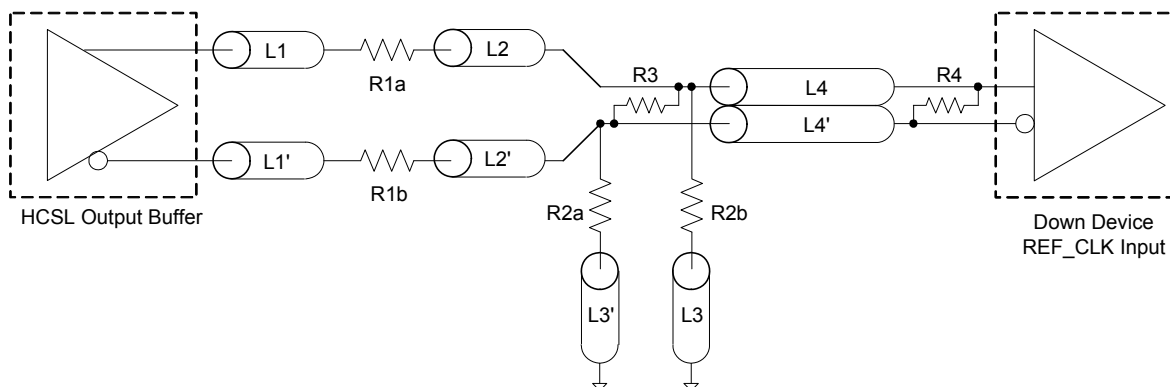 L1
R1a
L2
R3
L4
R4
L4'
L1'
R1b
L2'
HCSL Output Buffer
R2a
R2b
Down Device
REF_CLK Input
L3'
L3